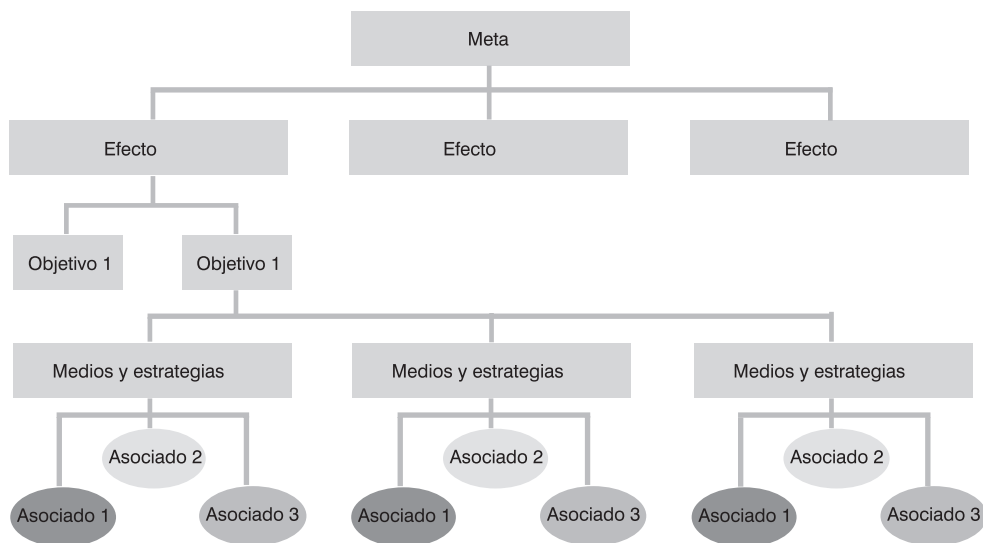 Meta
Efecto
Efecto
Efecto
Objetivo 1
Objetivo 1
Medios y estrategias
Medios y estrategias
Medios y estrategias
Asociado 2
Asociado 2
Asociado 2
Asociado 1
Asociado 3
Asociado 1
Asociado 3
Asociado 1
Asociado 3